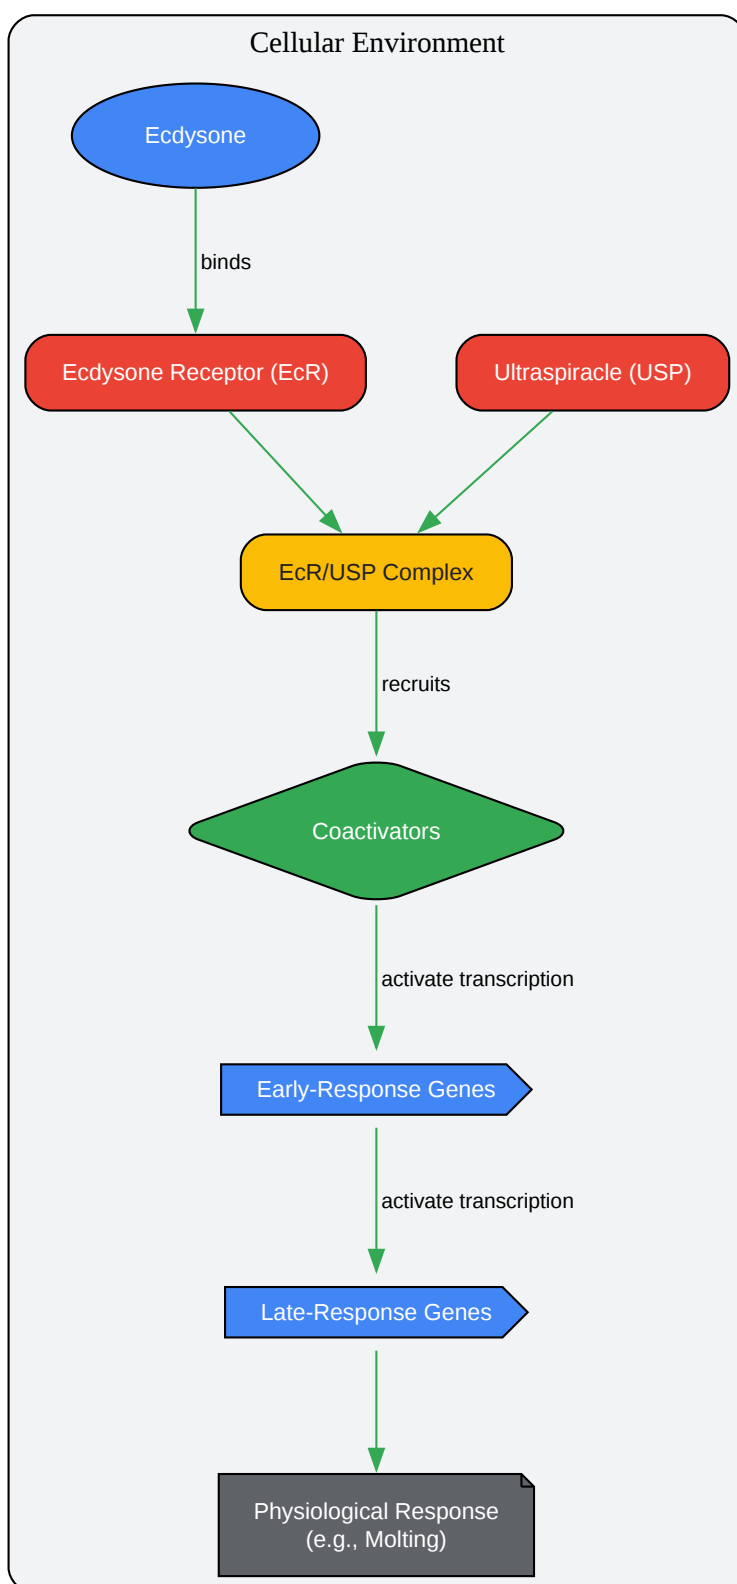 Cellular Environment
Ecdysone
binds
Ecdysone Receptor (EcR)
Ultraspiracle (USP)
EcR/USP Complex
recruits
Coactivators
activate transcription
Early-Response Genes
activate transcription
Late-Response Genes
Physiological Response
(e.g., Molting)